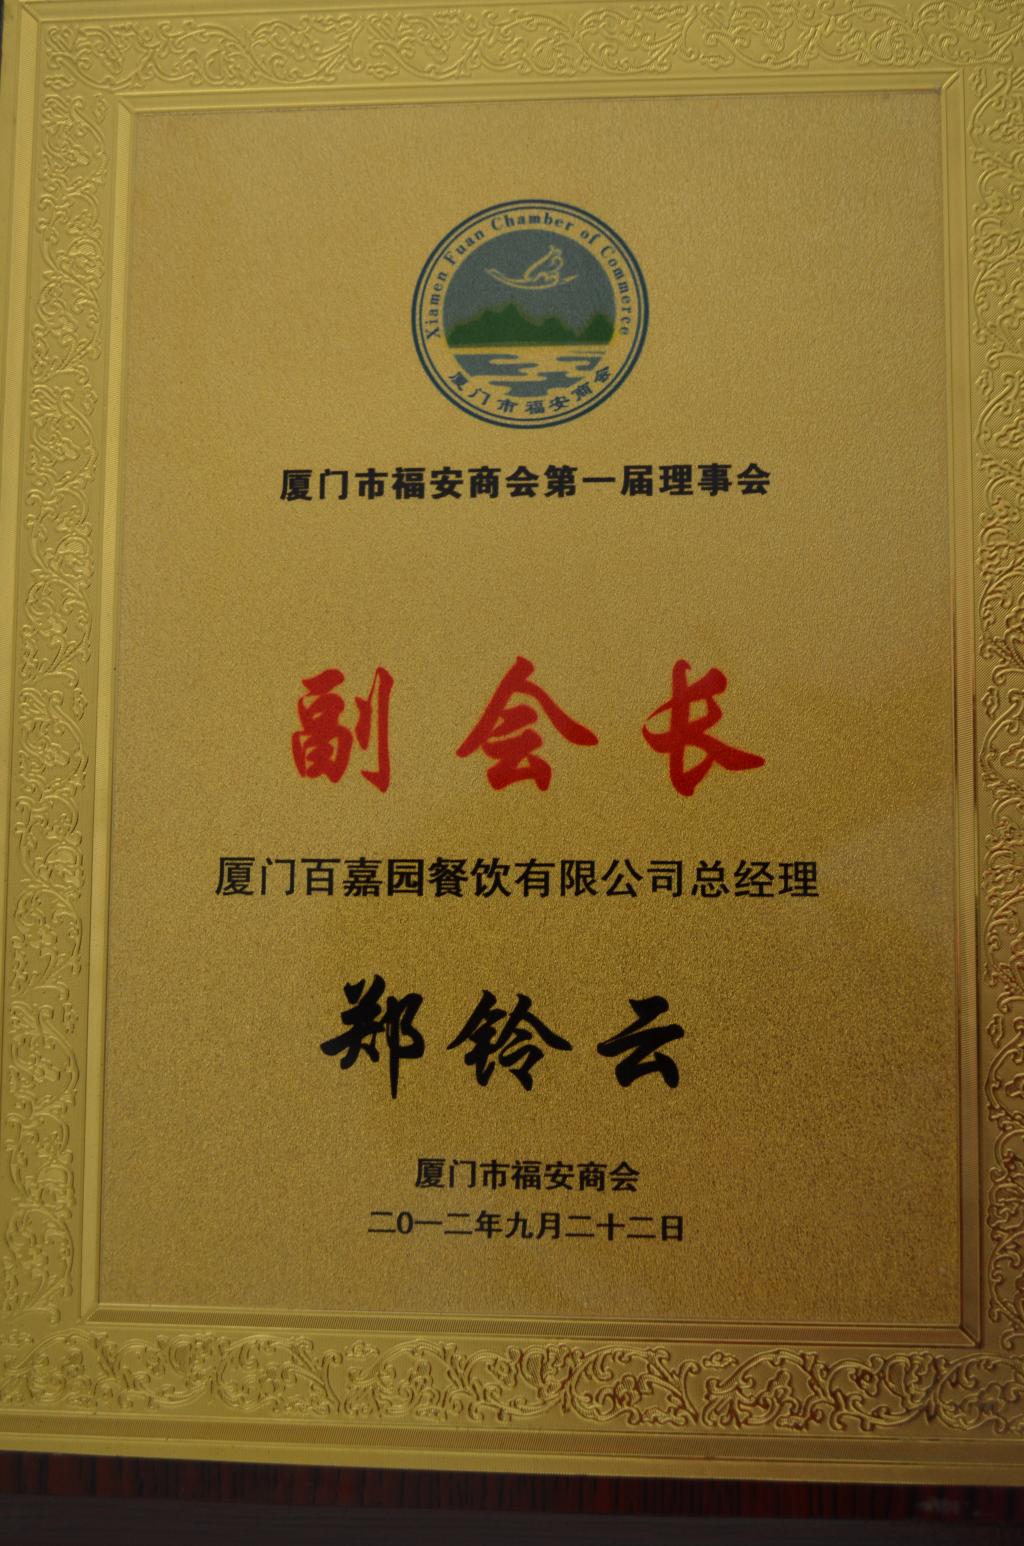 Xiamen Fuan Chamber of Commerce
厦门市福安商会
厦门市福安商会第一届理事会
副会长
厦门百嘉园餐饮有限公司总经理
郑铃云
厦门市福安商会
二0一二年九月二十二日